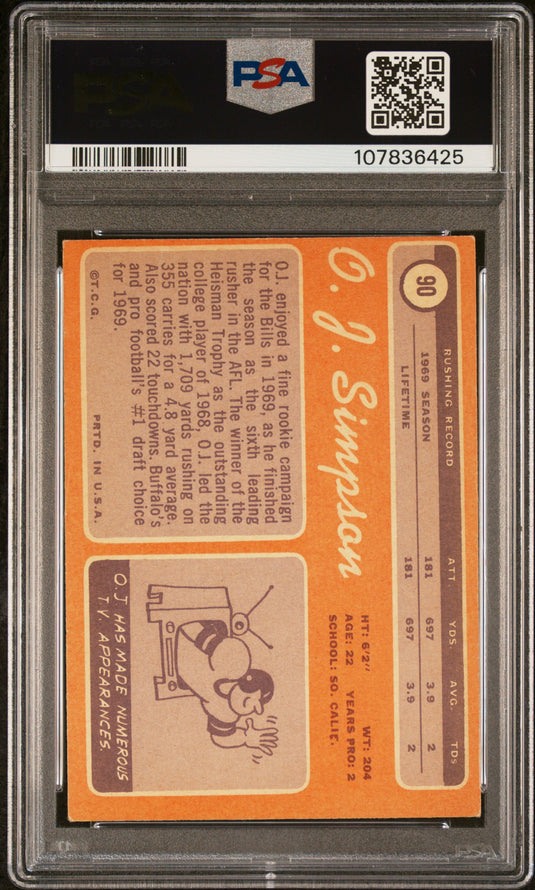 PSA
107836425
90
RUSHING RECORD ATT. YDS. AVG. TDs
1969 SEASON 181 697 3.9 2
LIFETIME 181 697 3.9 2
O. J. Simpson
HT: 6'2" WT: 204
AGE: 22 YEARS PRO: 2
SCHOOL: SO. CALIF.
O.J. enjoyed a fine rookie campaign
for the Bills in 1969, as he finished
the season as the sixth leading
rusher in the AFL. The winner of the
Heisman Trophy as the outstanding
college player of 1968, O.J. led the
nation with 1,709 yards rushing on
355 carries for a 4.8 yard average.
Also scored 22 touchdowns. Buffalo's
and pro football's #1 draft choice
for 1969.
©T.C.G. PRTD. IN U.S.A.
O.J. HAS MADE NUMEROUS
T.V. APPEARANCES.